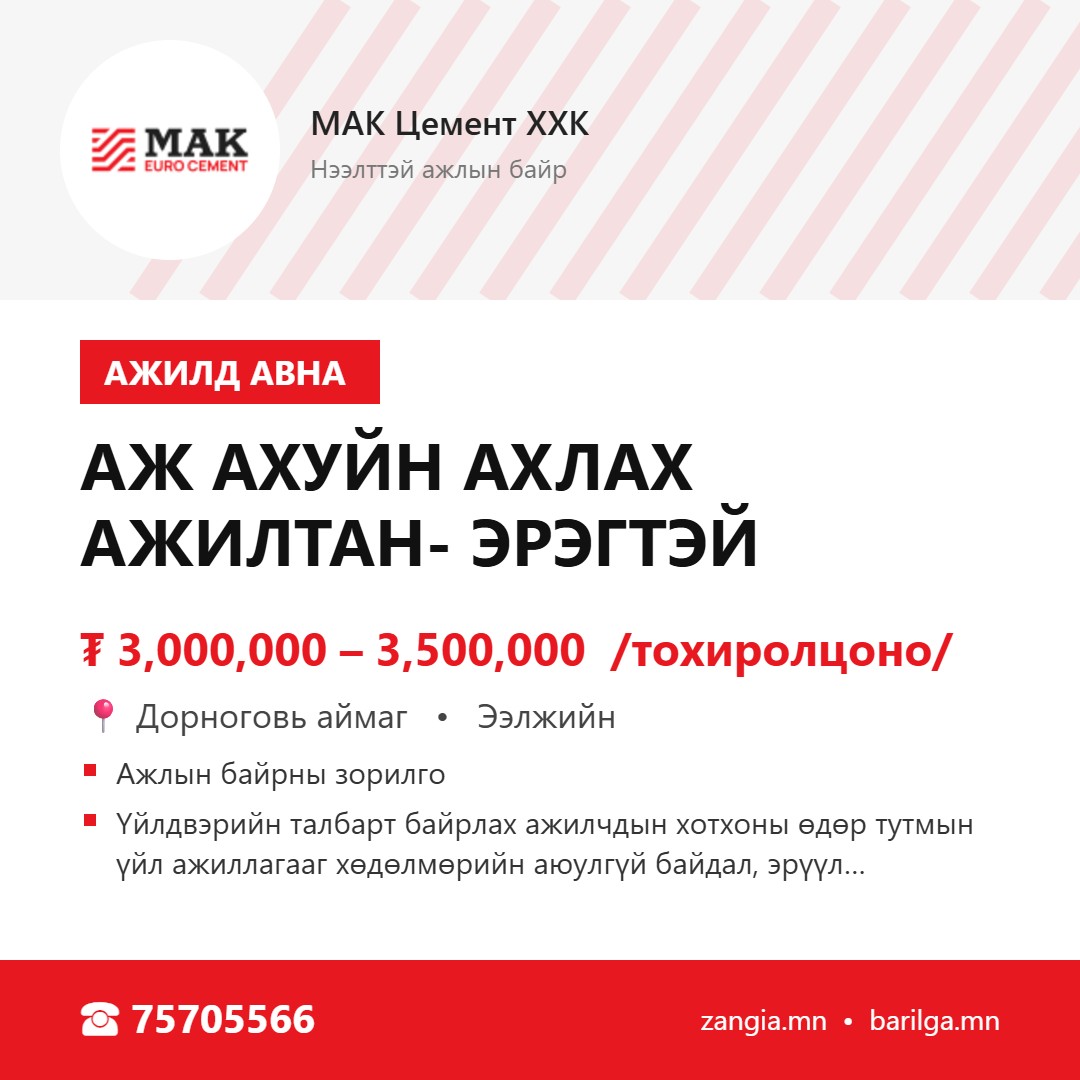 MAK
EURO CEMENT
МАК Цемент ХХК
Нээлттэй ажлын байр
АЖИЛД АВНА
АЖ АХУЙН АХЛАХ
АЖИЛТАН- ЭРЭГТЭЙ
₮ 3,000,000 – 3,500,000 /тохиролцоно/
📍 Дорноговь аймаг • Ээлжийн
Ажлын байрны зорилго
Үйлдвэрийн талбарт байрлах ажилчдын хотхоны өдөр тутмын
үйл ажиллагааг хөдөлмөрийн аюулгүй байдал, эрүүл...
☎ 75705566
zangia.mn • barilga.mn